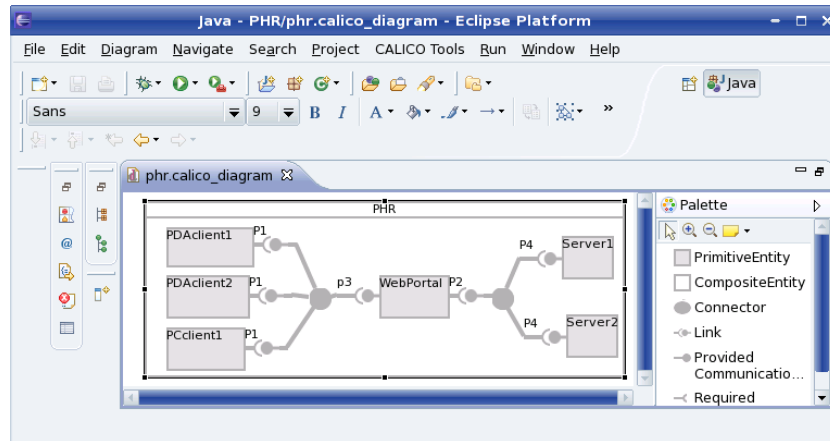 Java - PHR/phr.calico_diagram - Eclipse Platform
File Edit Diagram Navigate Search Project CALICO Tools Run Window Help
Java
Sans 9 B I A »
phr.calico_diagram
PHR
Palette
PDAclient1 P1
P4 Server1
PDAclient2 P1 p3 WebPortal P2
PCclient1 P1
P4 Server2
PrimitiveEntity
CompositeEntity
Connector
Link
Provided
Communicatio...
Required